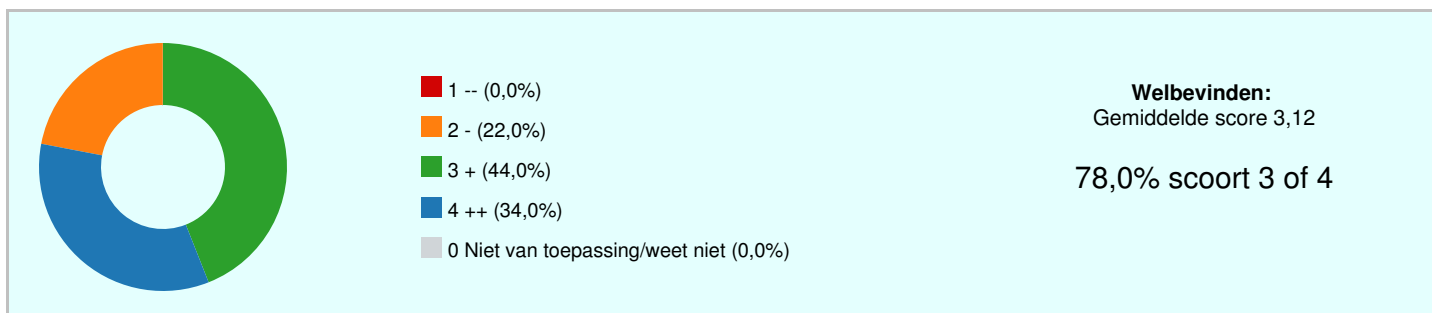 1 -- (0,0%)
2 - (22,0%)
3 + (44,0%)
4 ++ (34,0%)
0 Niet van toepassing/weet niet (0,0%)
Welbevinden:
Gemiddelde score 3,12
78,0% scoort 3 of 4